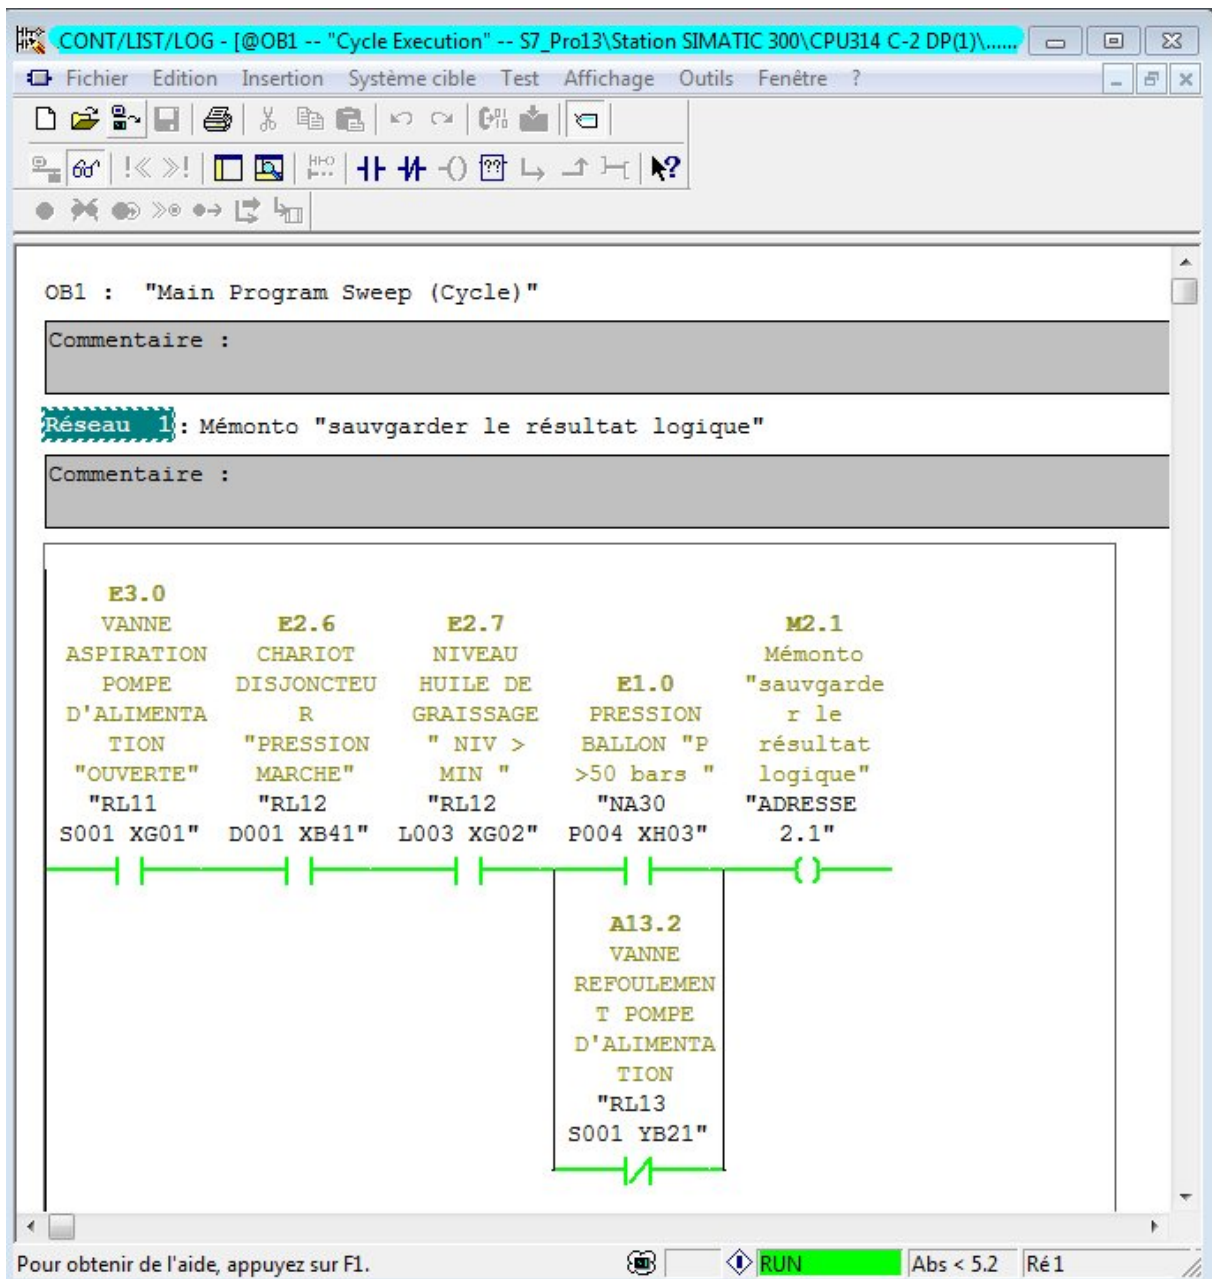 CONT/LIST/LOG - [@OB1 -- "Cycle Execution" -- S7_Pro13\Station SIMATIC 300\CPU314 C-2 DP(1)\......
Fichier Edition Insertion Système cible Test Affichage Outils Fenêtre ?
OB1 : "Main Program Sweep (Cycle)"
Commentaire :
Réseau 1 : Mémonto "sauvgarder le résultat logique"
Commentaire :
E3.0
VANNE
ASPIRATION
POMPE
D'ALIMENTA
TION
"OUVERTE"
"RL11
S001 XG01"
E2.6
CHARIOT
DISJONCTEU
R
"PRESSION
MARCHE"
"RL12
D001 XB41"
E2.7
NIVEAU
HUILE DE
GRAISSAGE
" NIV >
MIN "
"RL12
L003 XG02"
E1.0
PRESSION
BALLON "P
>50 bars "
"NA30
P004 XH03"
M2.1
Mémonto
"sauvgarde
r le
résultat
logique"
"ADRESSE
2.1"
A13.2
VANNE
REFOULEMEN
T POMPE
D'ALIMENTA
TION
"RL13
S001 YB21"
Pour obtenir de l'aide, appuyez sur F1.
RUN
Abs < 5.2
Ré 1